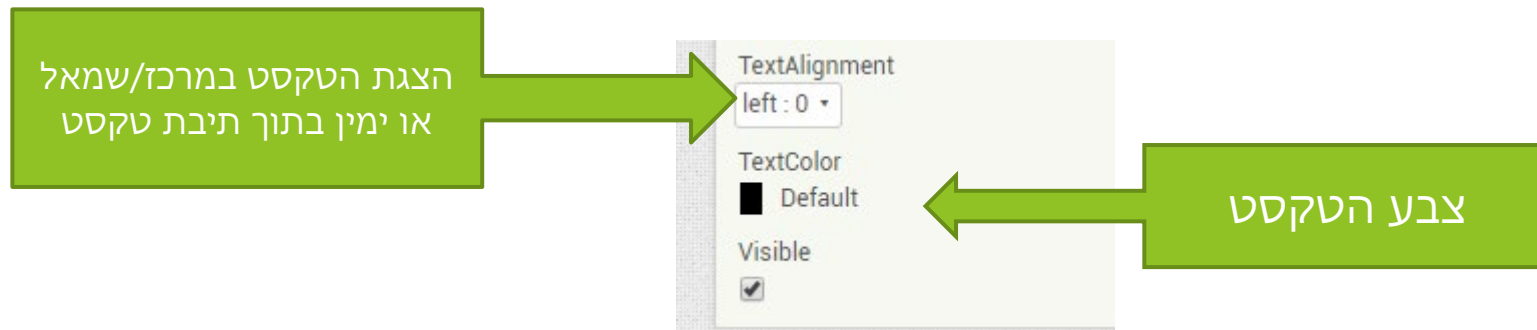 הצגת הטקסט במרכז/שמאל
או ימין בתוך תיבת טקסט
TextAlignment
left : 0
TextColor
Default
Visible
צבע הטקסט